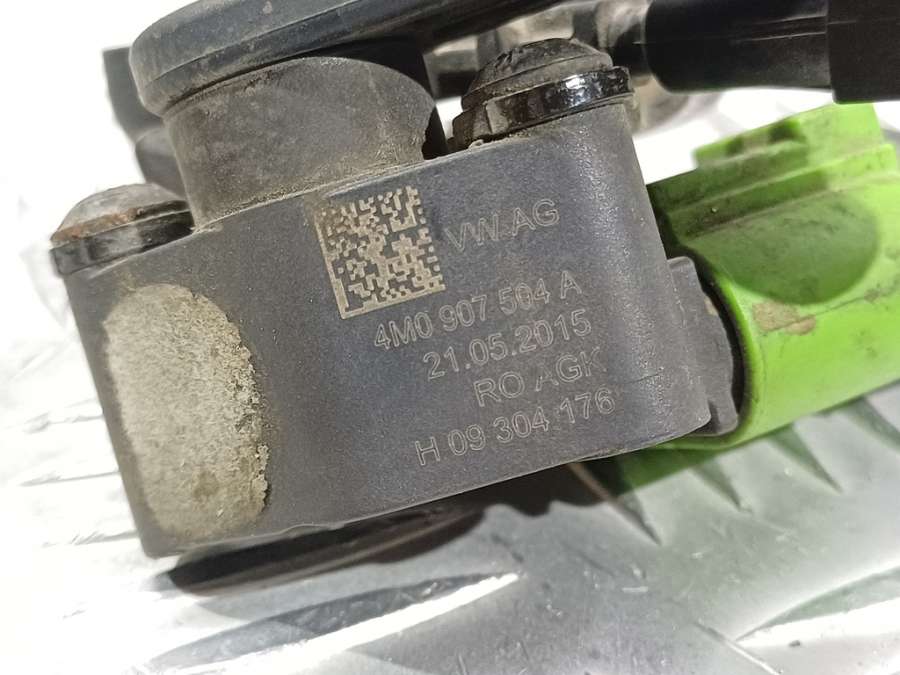 VW.AG
4M0 907 504 A
21.05.2015
RO AGK
H 09 304 176